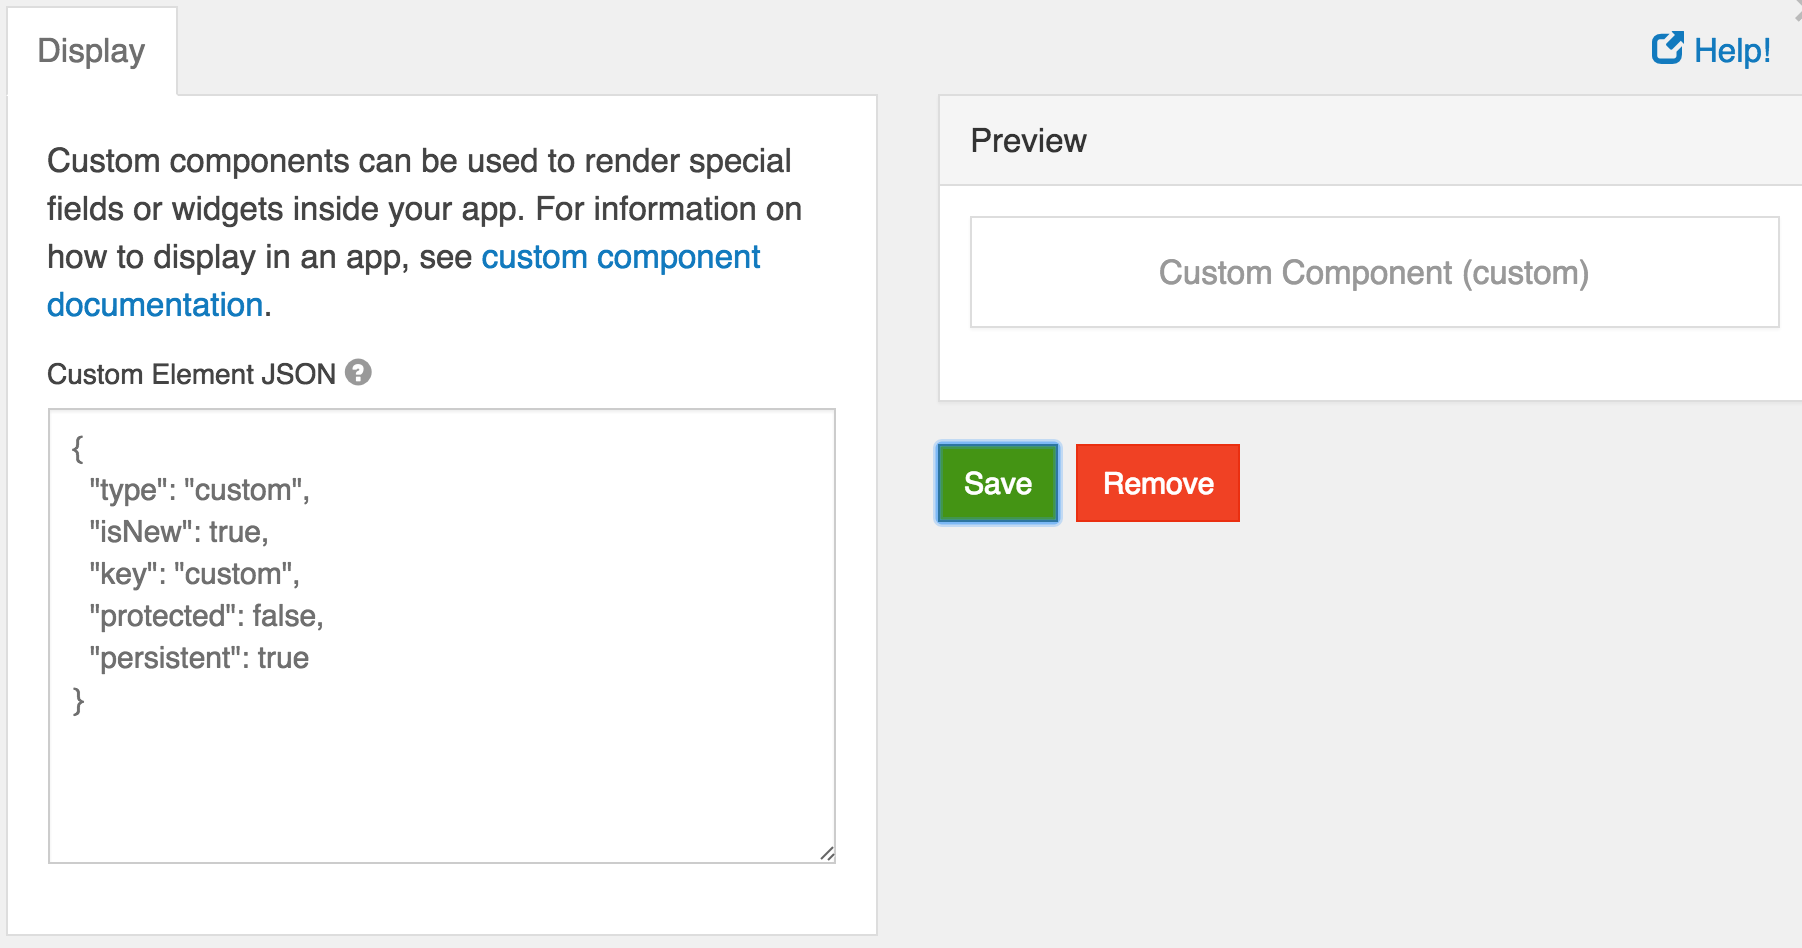 Display
Help!
Custom components can be used to render special
fields or widgets inside your app. For information on
how to display in an app, see custom component
documentation.
Custom Element JSON ?
{
"type": "custom",
"isNew": true,
"key": "custom",
"protected": false,
"persistent": true
}
Preview
Custom Component (custom)
Save
Remove